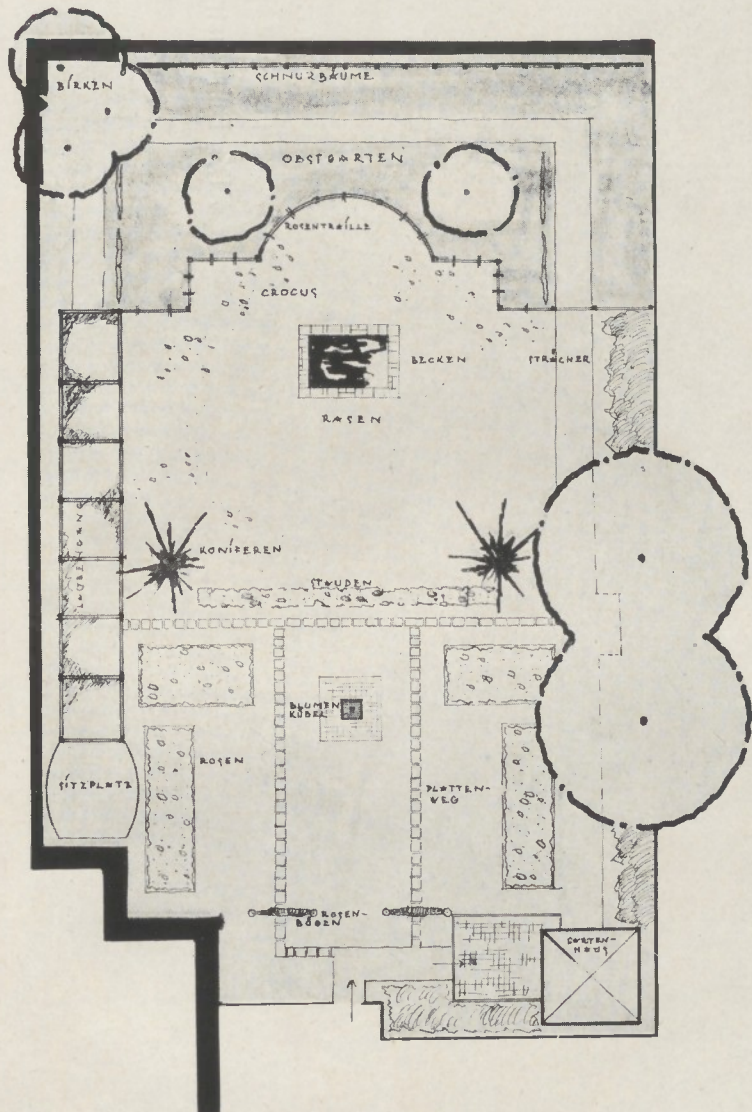 SCHNURBÄUME
BIRKEN
OBSTGARTEN
ROSENTRAILLE
CROCUS
BECKEN
STRÄCHER
RASEN
LAUBENGANG
KONIFEREN
STAUDEN
BLUMEN
KÜBEL
ROSEN
SITZPLATZ
PLATTEN-
WEG
ROSEN-
BÖGEN
GARTEN-
HAUS